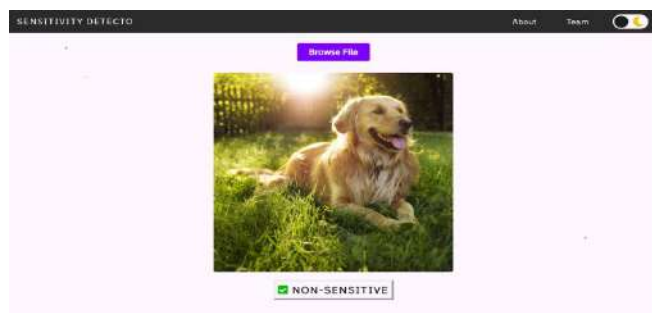 SENSITIVITY DETECTO
About
Team
Browse File
NON-SENSITIVE